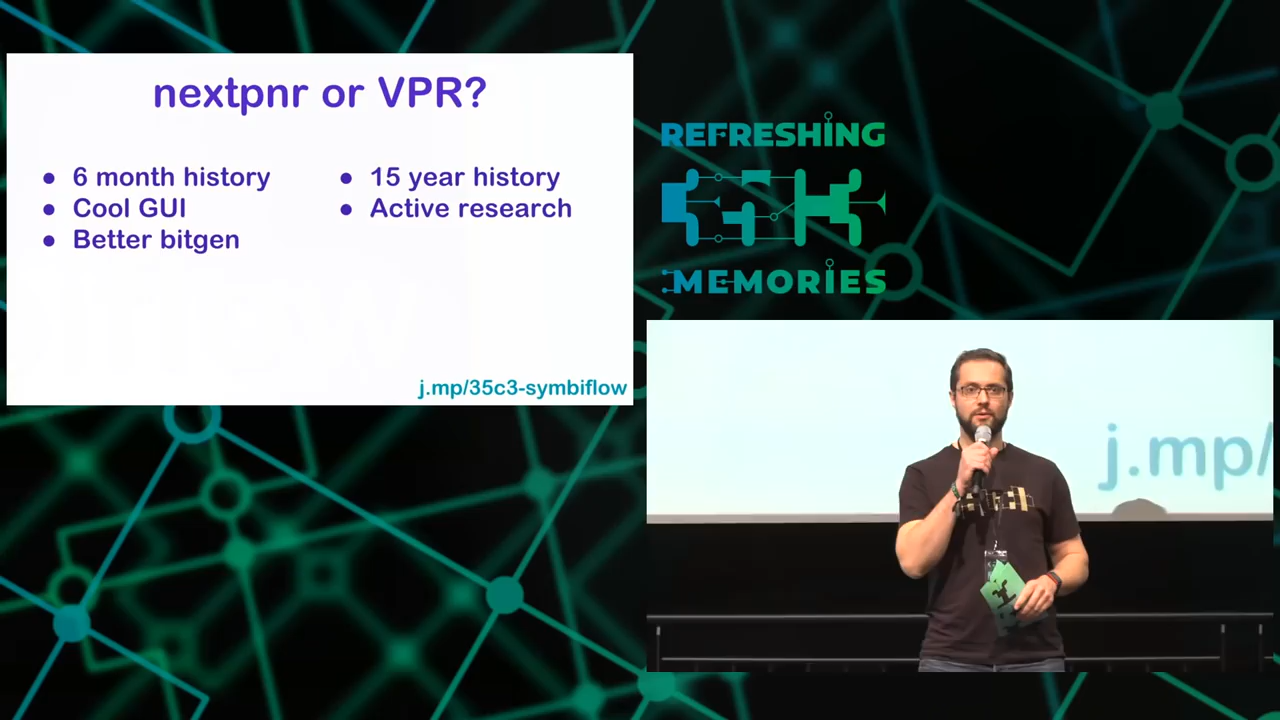 nextpnr or VPR?
● 6 month history
● Cool GUI
● Better bitgen
● 15 year history
● Active research
j.mp/35c3-symbiflow
REFRESHING
35C3
MEMORIES
j.mp/